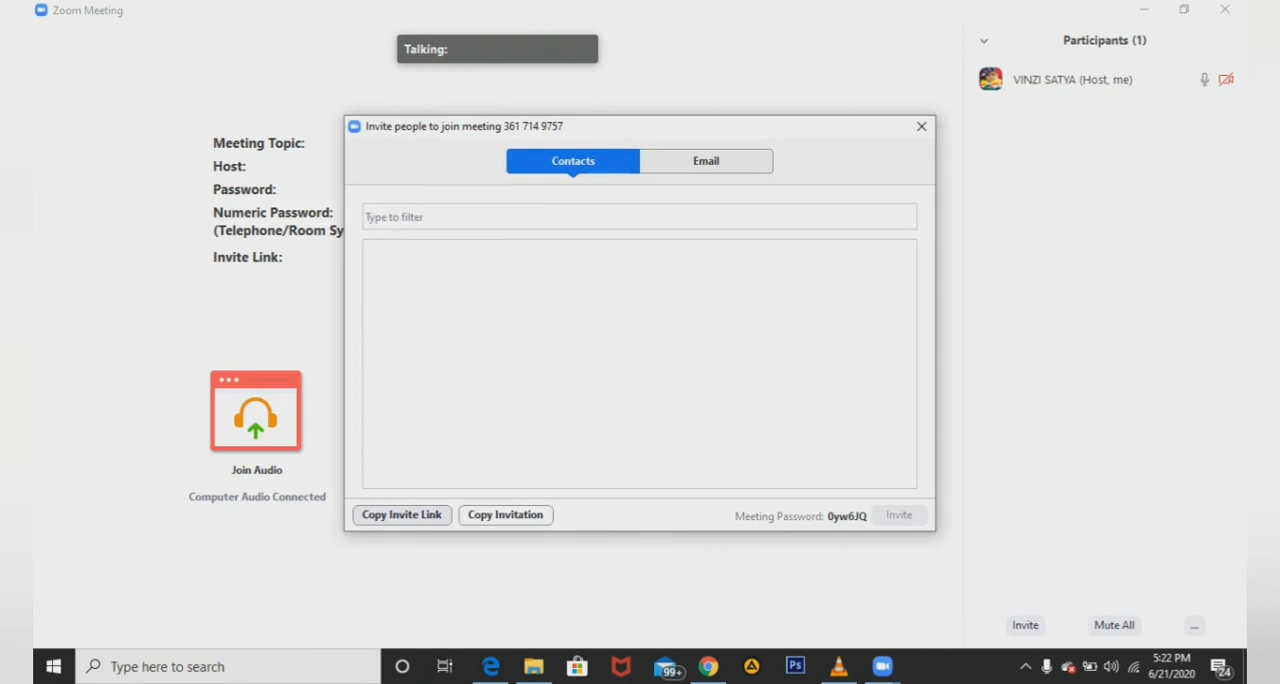 Zoom Meeting
Talking:
Participants (1)
VINZI SATYA (Host, me)
Meeting Topic:
Host:
Password:
Numeric Password:
(Telephone/Room Sy
Invite Link:
Invite people to join meeting 361 714 9757
Contacts
Email
Type to filter
Join Audio
Computer Audio Connected
Copy Invite Link
Copy Invitation
Meeting Password: 0yw6JQ
Invite
Invite
Mute All
...
Type here to search
99+
Ps
5:22 PM
6/21/2020
24